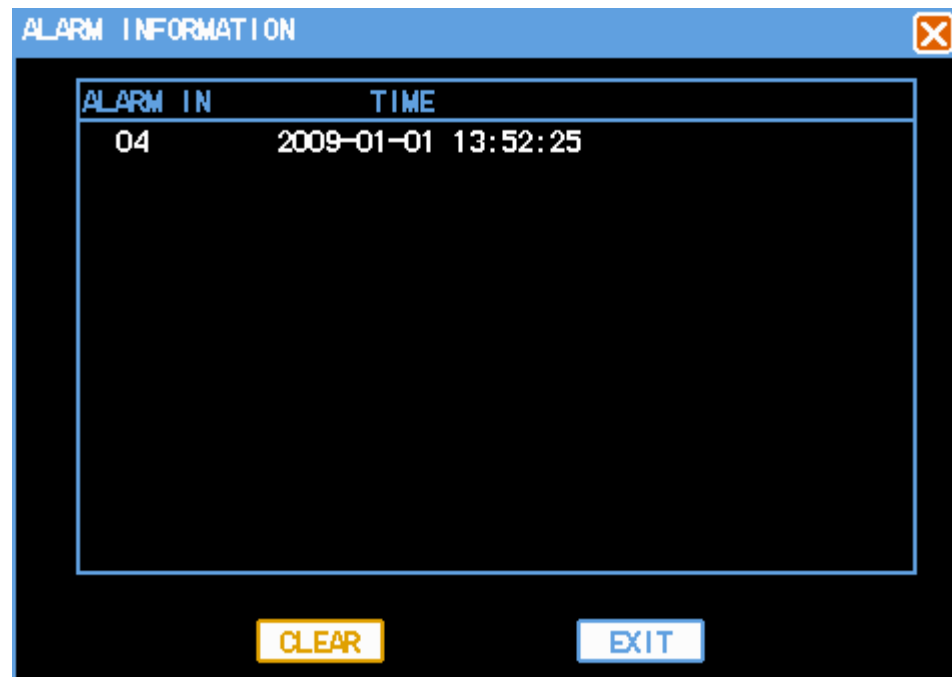 ALARM INFORMATION
ALARM IN TIME
04 2009-01-01 13:52:25
CLEAR EXIT